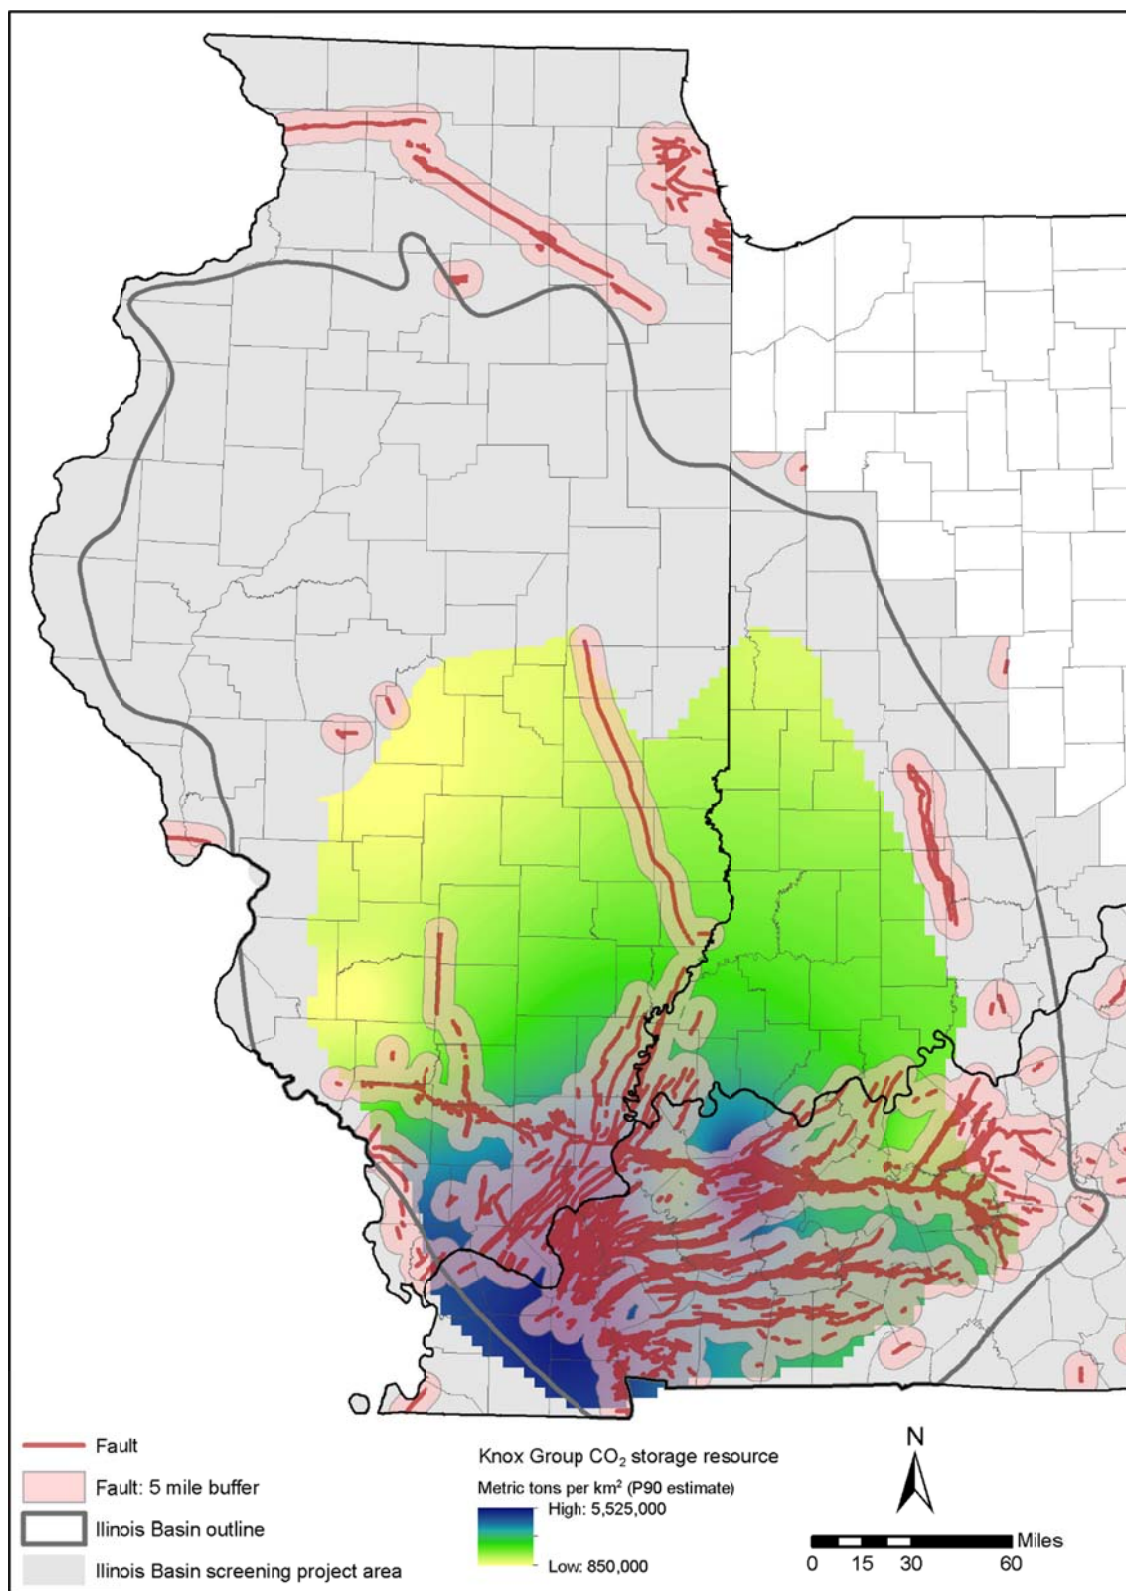 Fault
Fault: 5 mile buffer
Ilinois Basin outline
Ilinois Basin screening project area
Knox Group CO₂ storage resource
Metric tons per km² (P90 estimate)
High: 5,525,000
Low: 850,000
N
Miles
0 15 30 60